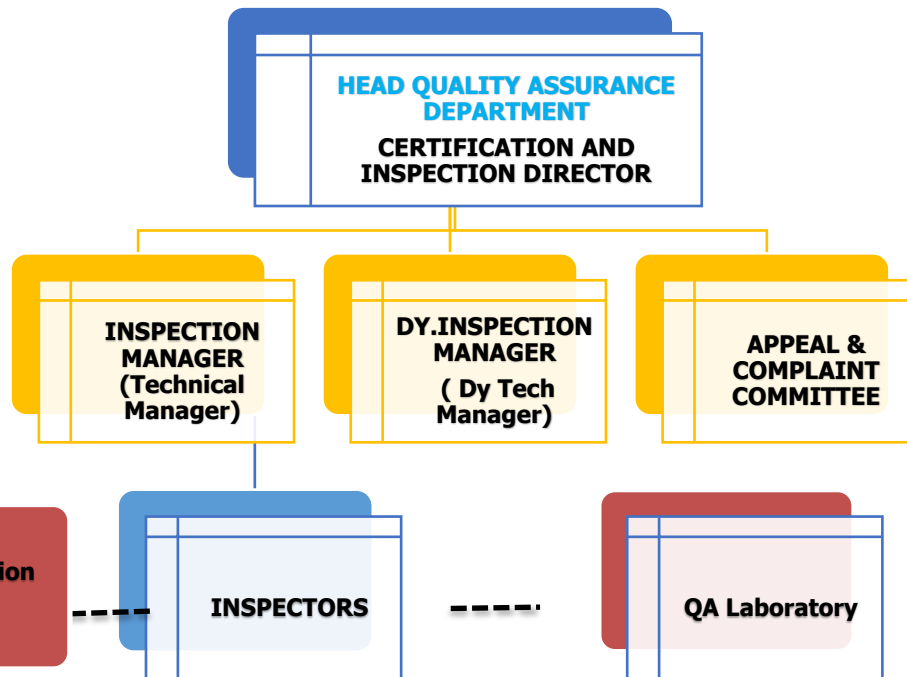 HEAD QUALITY ASSURANCE
DEPARTMENT
CERTIFICATION AND
INSPECTION DIRECTOR
INSPECTION
MANAGER
(Technical
Manager)
DY.INSPECTION
MANAGER
( Dy Tech
Manager)
APPEAL &
COMPLAINT
COMMITTEE
INSPECTORS
QA Laboratory